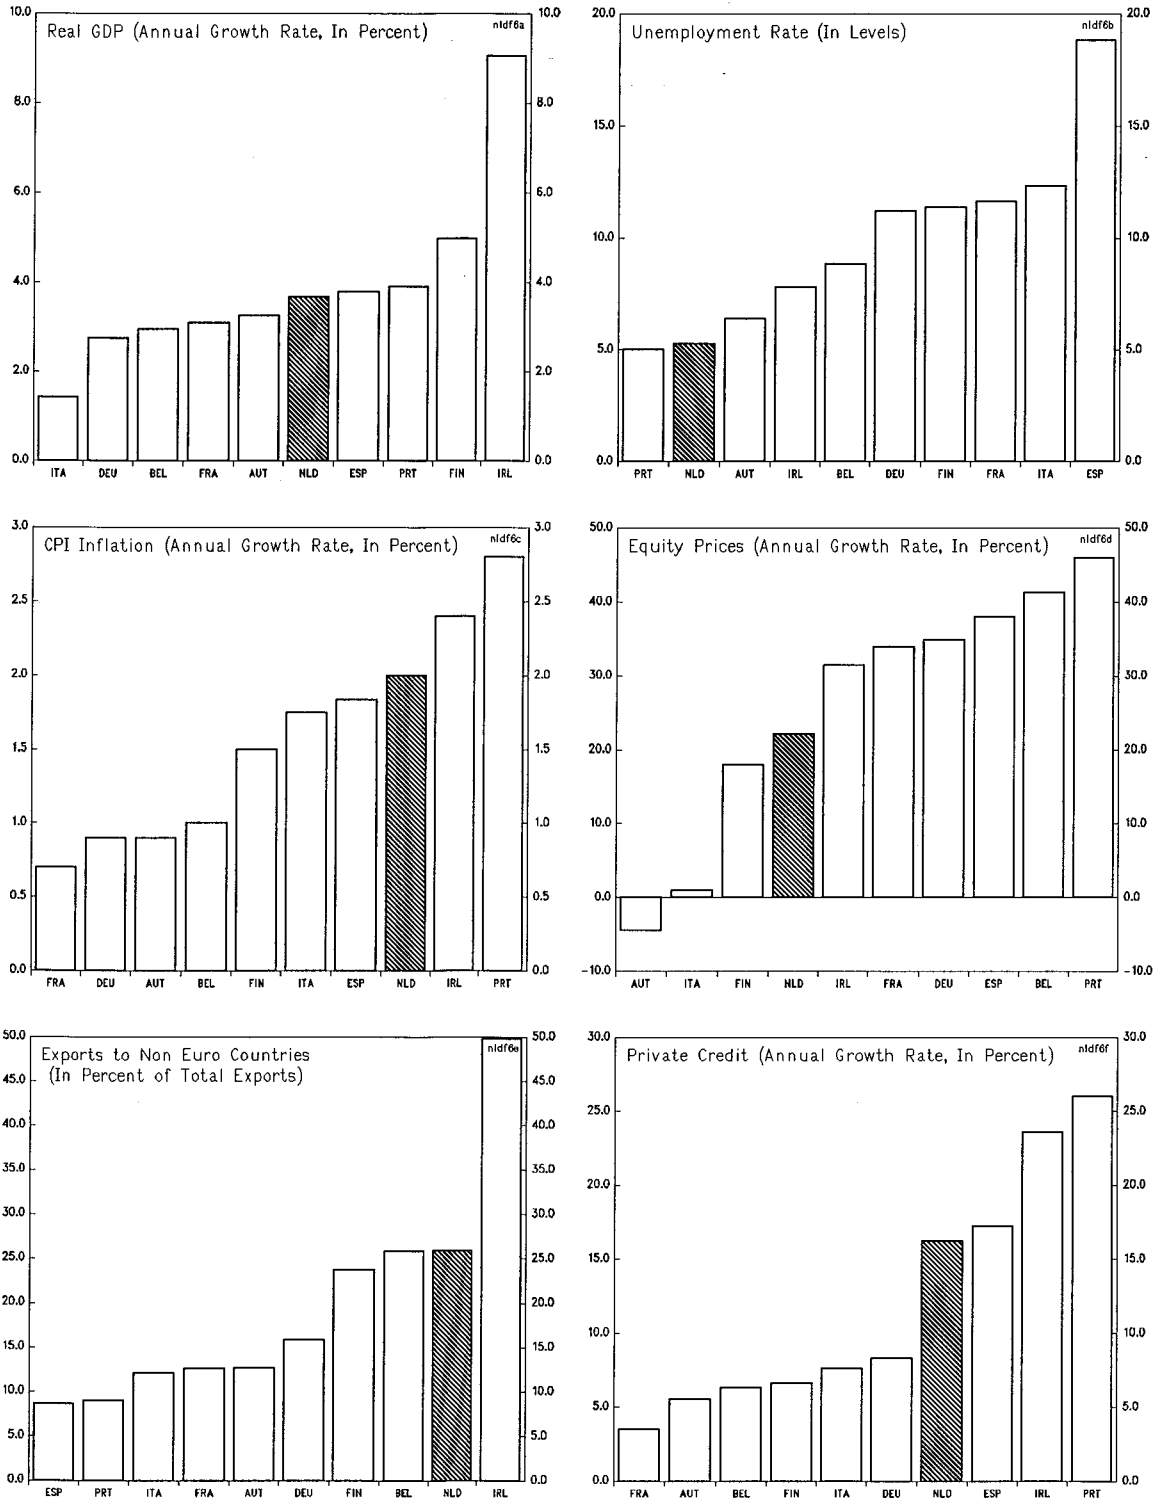 Real GDP (Annual Growth Rate, In Percent)
nldf6a
10.0 10.0
8.0 8.0
6.0 6.0
4.0 4.0
2.0 2.0
0.0 0.0
ITA DEU BEL FRA AUT NLD ESP PRT FIN IRL
Unemployment Rate (In Levels)
nldf6b
20.0 20.0
15.0 15.0
10.0 10.0
5.0 5.0
0.0 0.0
PRT NLD AUT IRL BEL DEU FIN FRA ITA ESP
CPI Inflation (Annual Growth Rate, In Percent)
nldf6c
3.0 3.0
2.5 2.5
2.0 2.0
1.5 1.5
1.0 1.0
0.5 0.5
0.0 0.0
FRA DEU AUT BEL FIN ITA ESP NLD IRL PRT
Equity Prices (Annual Growth Rate, In Percent)
nldf6d
50.0 50.0
40.0 40.0
30.0 30.0
20.0 20.0
10.0 10.0
0.0 0.0
-10.0 -10.0
AUT ITA FIN NLD IRL FRA DEU ESP BEL PRT
Exports to Non Euro Countries
(In Percent of Total Exports)
nldf6e
50.0 50.0
45.0 45.0
40.0 40.0
35.0 35.0
30.0 30.0
25.0 25.0
20.0 20.0
15.0 15.0
10.0 10.0
5.0 5.0
0.0 0.0
ESP PRT ITA FRA AUT DEU FIN BEL NLD IRL
Private Credit (Annual Growth Rate, In Percent)
nldf6f
30.0 30.0
25.0 25.0
20.0 20.0
15.0 15.0
10.0 10.0
5.0 5.0
0.0 0.0
FRA AUT BEL FIN ITA DEU NLD ESP IRL PRT